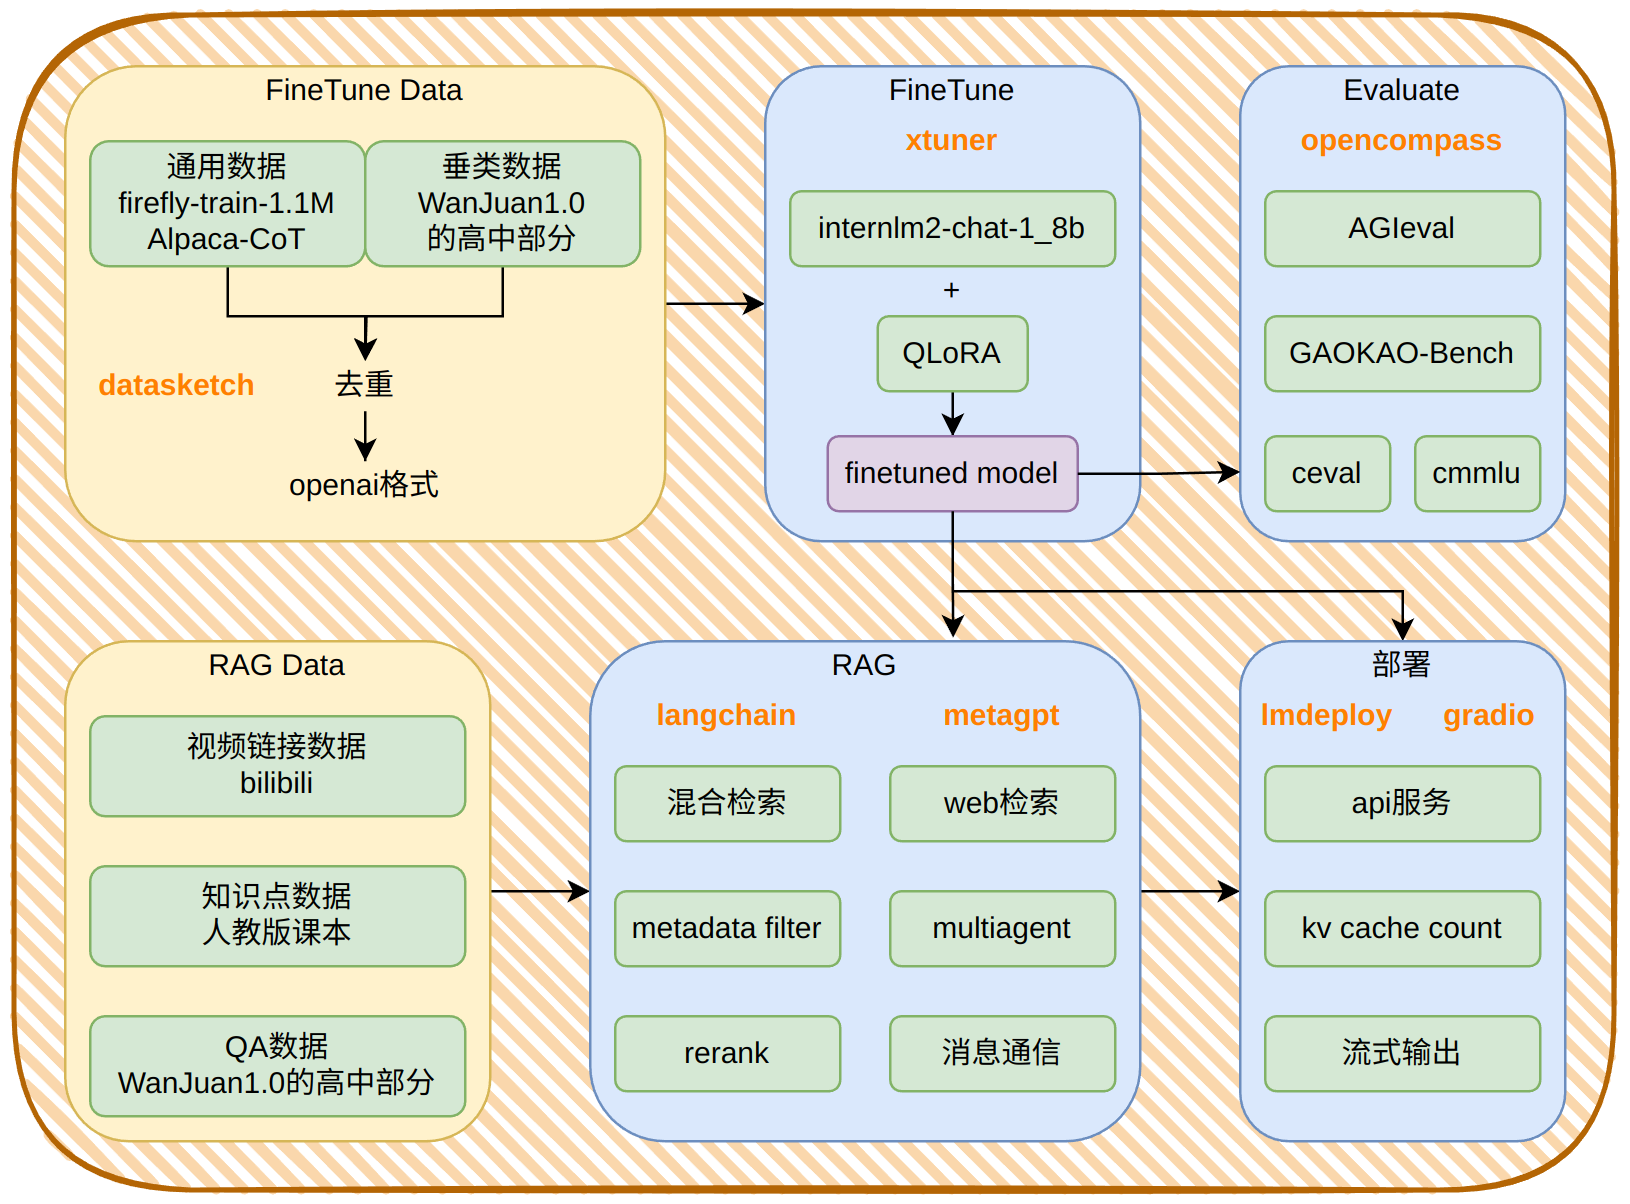 FineTune Data
通用数据
firefly-train-1.1M
Alpaca-CoT
垂类数据
WanJuan1.0
的高中部分
datasketch
去重
openai格式
FineTune
xtuner
internlm2-chat-1_8b
+
QLoRA
finetuned model
Evaluate
opencompass
AGIeval
GAOKAO-Bench
ceval
cmmlu
RAG Data
视频链接数据
bilibili
知识点数据
人教版课本
QA数据
WanJuan1.0的高中部分
RAG
langchain
metagpt
混合检索
web检索
metadata filter
multiagent
rerank
消息通信
部署
lmdeploy
gradio
api服务
kv cache count
流式输出